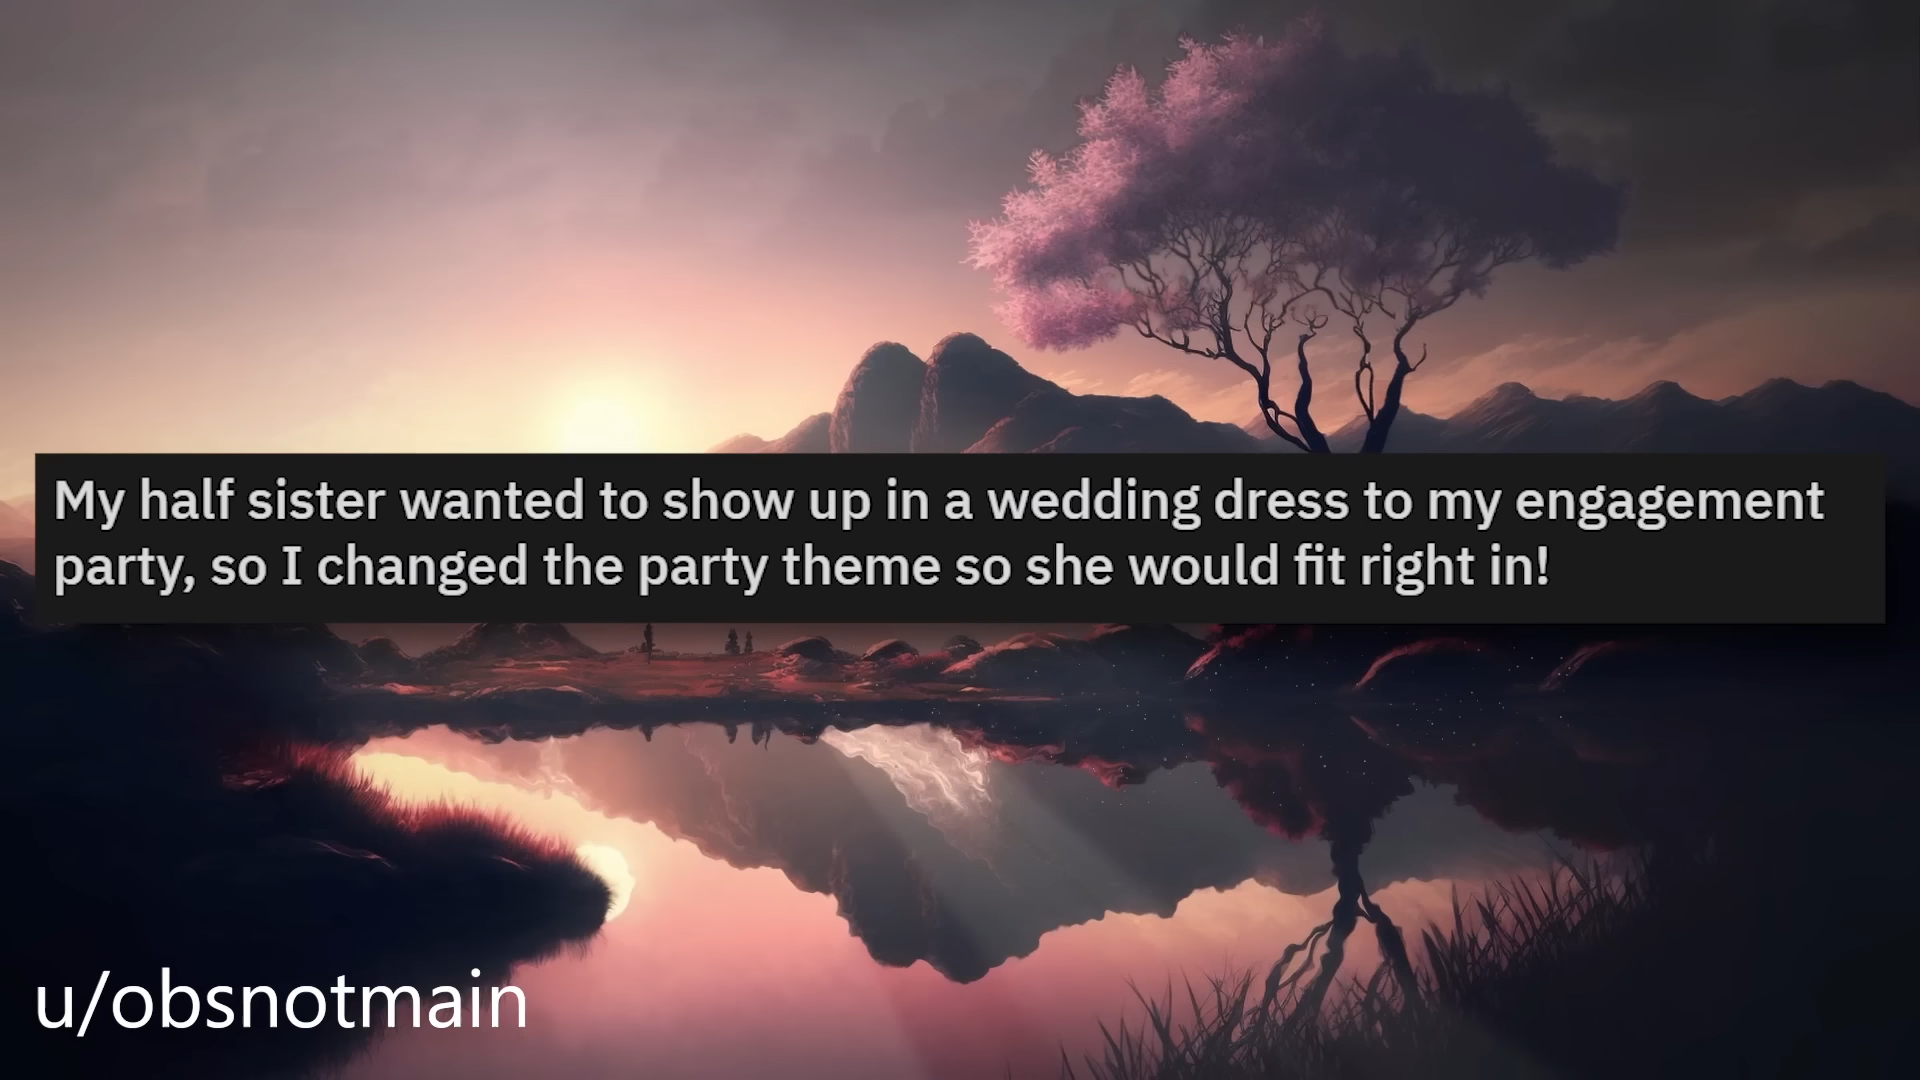 My half sister wanted to show up in a wedding dress to my engagement
party, so I changed the party theme so she would fit right in!
u/obsnotmain